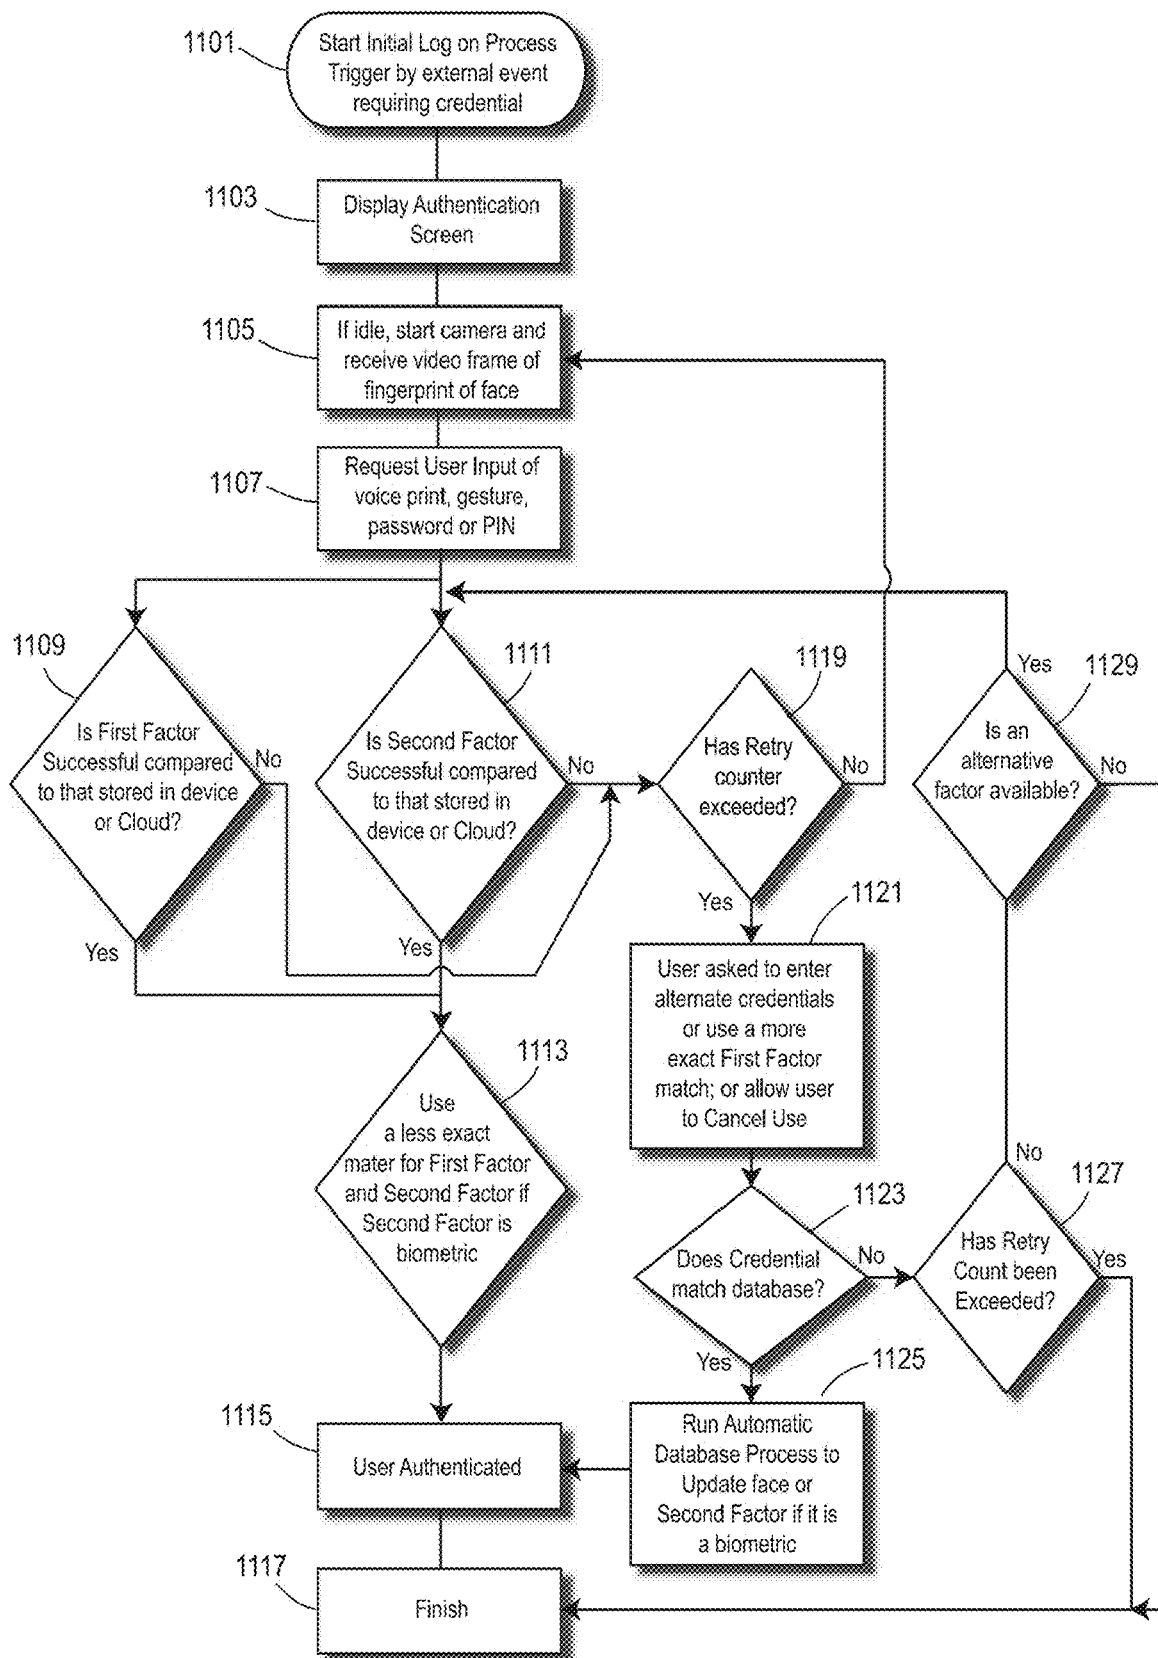 1101
Start Initial Log on Process
Trigger by external event
requiring credential
1103
Display Authentication
Screen
1105
If idle, start camera and
receive video frame of
fingerprint of face
1107
Request User Input of
voice print, gesture,
password or PIN
1109
Is First Factor
Successful compared
to that stored in device
or Cloud?
No
Yes
1111
Is Second Factor
Successful compared
to that stored in
device or Cloud?
No
Yes
1119
Has Retry
counter
exceeded?
No
Yes
Yes
1129
Is an
alternative
factor available?
No
1121
User asked to enter
alternate credentials
or use a more
exact First Factor
match; or allow user
to Cancel Use
1113
Use
a less exact
mater for First Factor
and Second Factor if
Second Factor is
biometric
1123
Does Credential
match database?
No
Yes
No
1127
Has Retry
Count been
Exceeded?
Yes
1125
Run Automatic
Database Process to
Update face or
Second Factor if it is
a biometric
1115
User Authenticated
1117
Finish